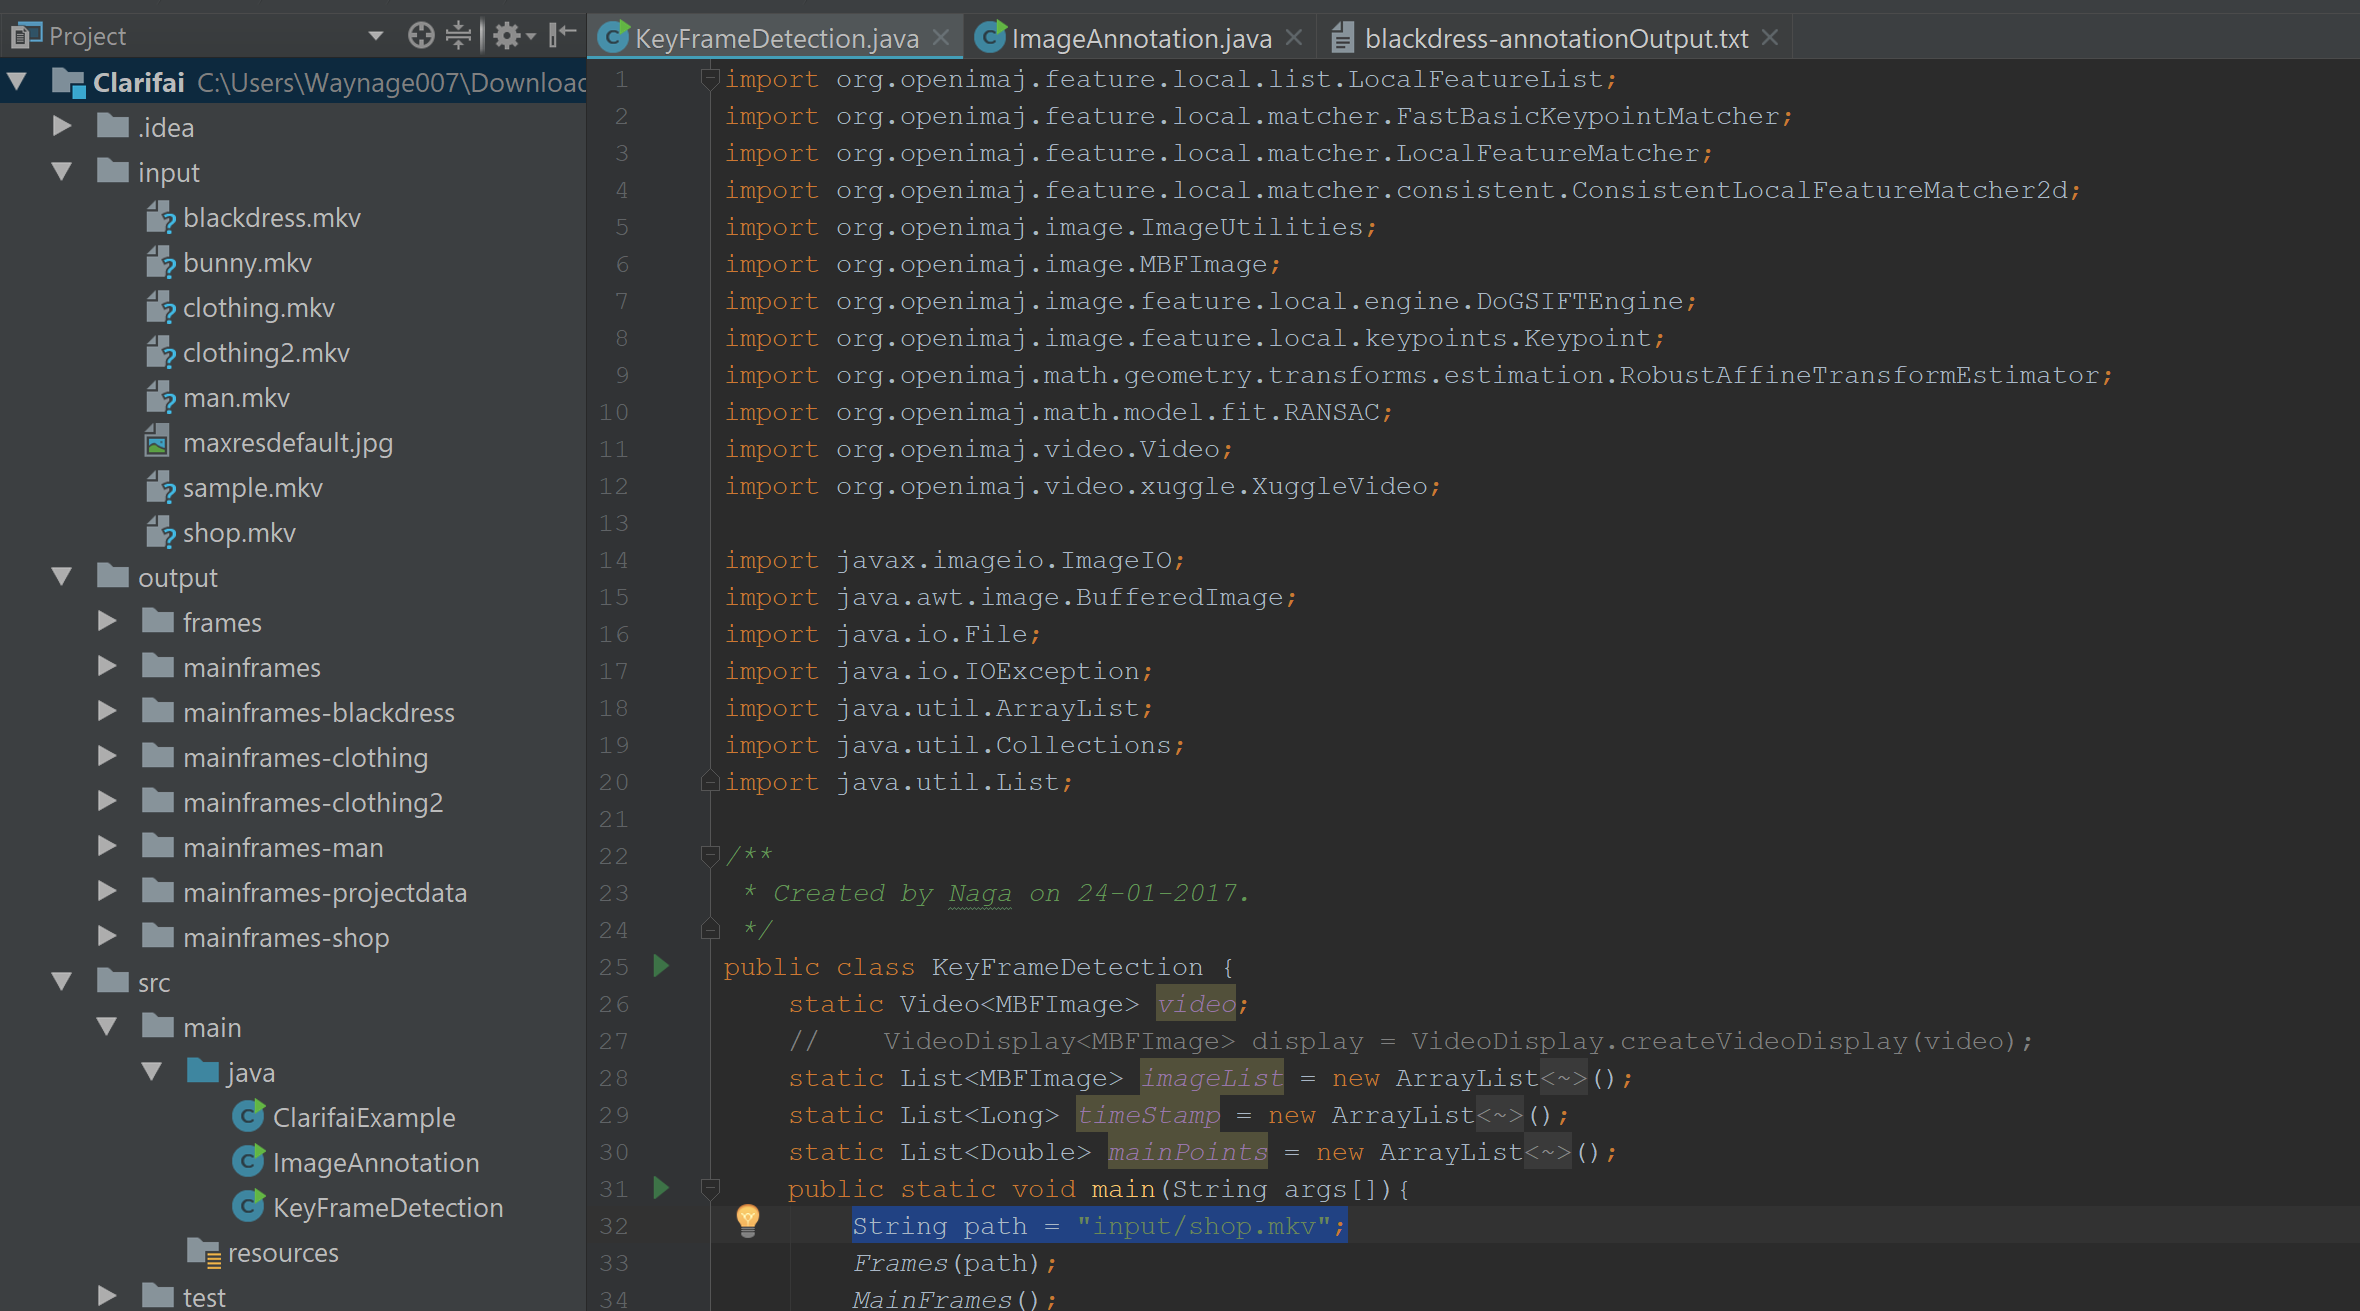 Project
Clarifai C:\Users\Waynage007\Download
.idea
input
blackdress.mkv
bunny.mkv
clothing.mkv
clothing2.mkv
man.mkv
maxresdefault.jpg
sample.mkv
shop.mkv
output
frames
mainframes
mainframes-blackdress
mainframes-clothing
mainframes-clothing2
mainframes-man
mainframes-projectdata
mainframes-shop
src
main
java
ClarifaiExample
ImageAnnotation
KeyFrameDetection
resources
test
KeyFrameDetection.java ImageAnnotation.java blackdress-annotationOutput.txt
1 import org.openimaj.feature.local.list.LocalFeatureList;
2 import org.openimaj.feature.local.matcher.FastBasicKeypointMatcher;
3 import org.openimaj.feature.local.matcher.LocalFeatureMatcher;
4 import org.openimaj.feature.local.matcher.consistent.ConsistentLocalFeatureMatcher2d;
5 import org.openimaj.image.ImageUtilities;
6 import org.openimaj.image.MBFImage;
7 import org.openimaj.image.feature.local.engine.DoGSIFTEngine;
8 import org.openimaj.image.feature.local.keypoints.Keypoint;
9 import org.openimaj.math.geometry.transforms.estimation.RobustAffineTransformEstimator;
10 import org.openimaj.math.model.fit.RANSAC;
11 import org.openimaj.video.Video;
12 import org.openimaj.video.xuggle.XuggleVideo;
13
14 import javax.imageio.ImageIO;
15 import java.awt.image.BufferedImage;
16 import java.io.File;
17 import java.io.IOException;
18 import java.util.ArrayList;
19 import java.util.Collections;
20 import java.util.List;
21
22 /**
23 * Created by Naga on 24-01-2017.
24 */
25 public class KeyFrameDetection {
26 static Video<MBFImage> video;
27 // VideoDisplay<MBFImage> display = VideoDisplay.createVideoDisplay(video);
28 static List<MBFImage> imageList = new ArrayList<~>();
29 static List<Long> timeStamp = new ArrayList<~>();
30 static List<Double> mainPoints = new ArrayList<~>();
31 public static void main(String args[]){
32 String path = "input/shop.mkv";
33 Frames(path);
34 MainFrames();